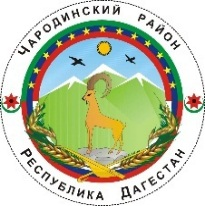 Чародинский район
Республика Дагестан